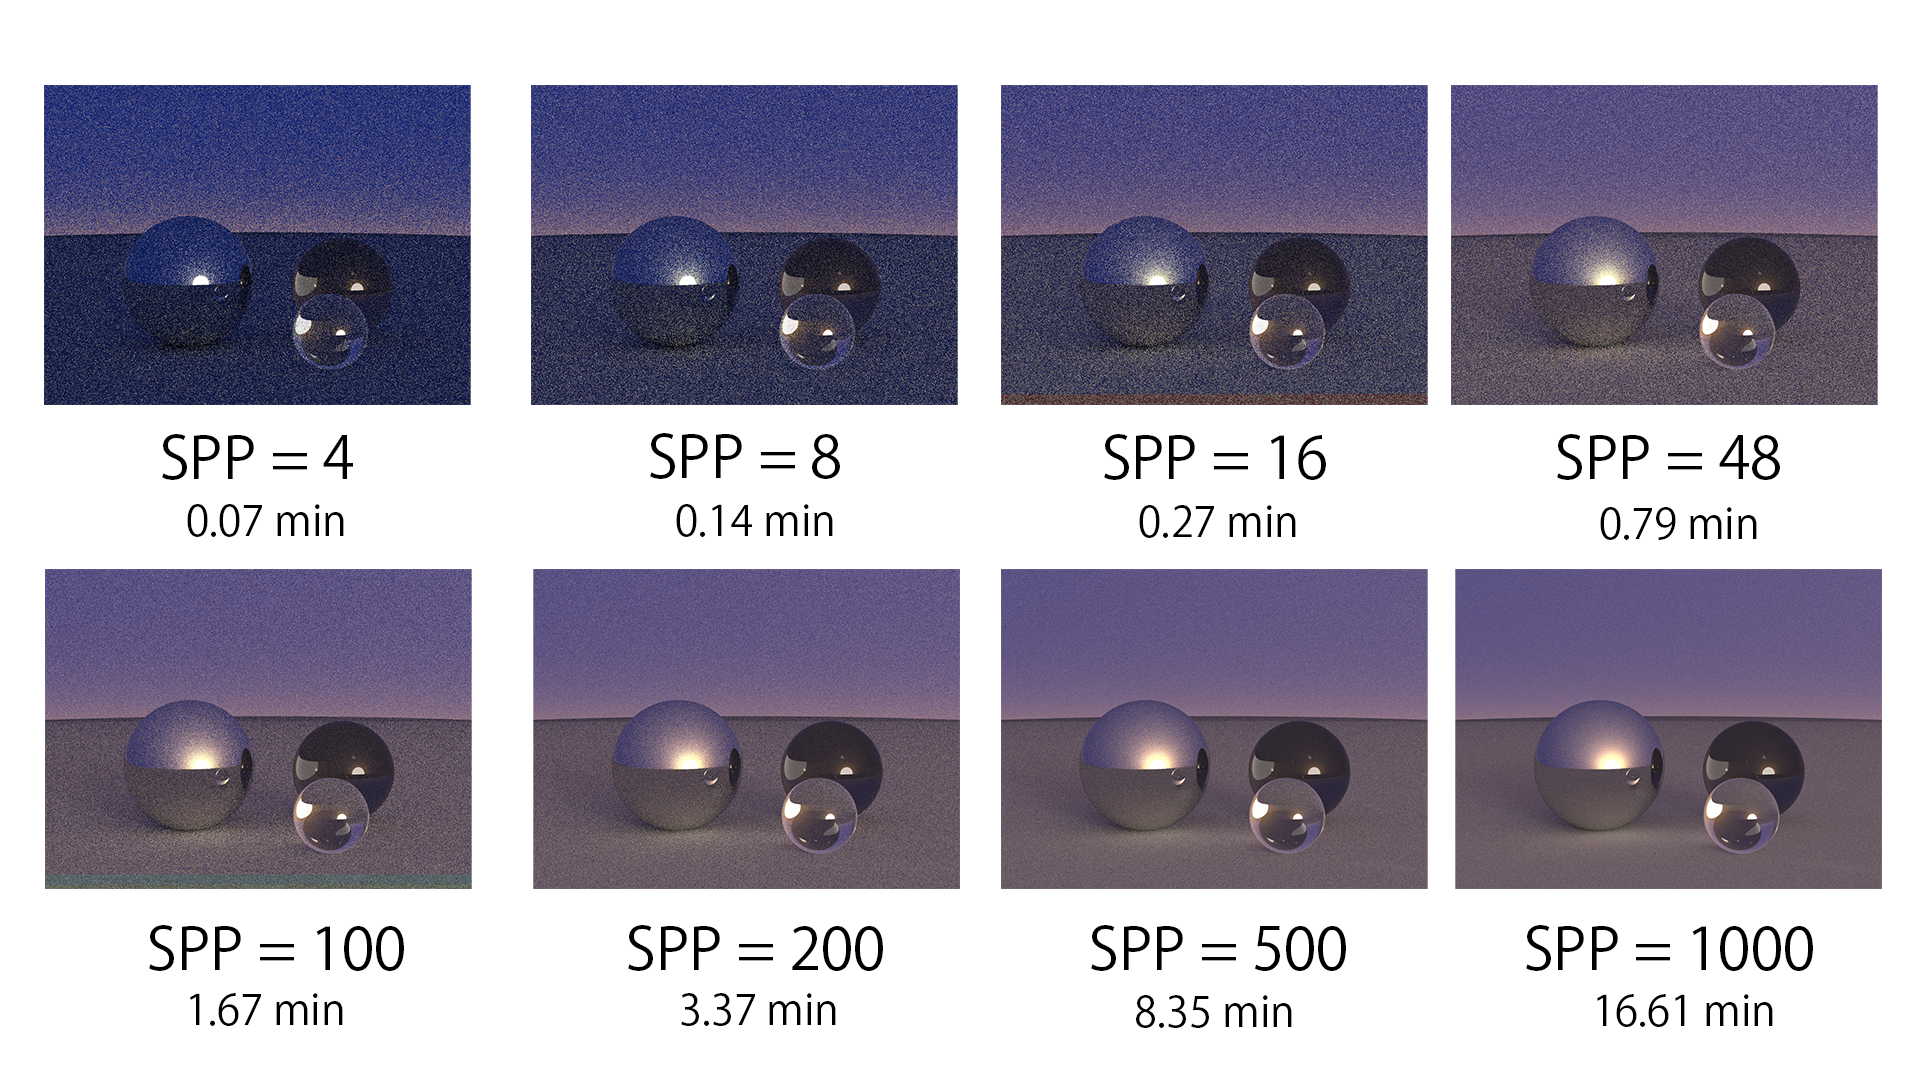 SPP = 4
0.07 min
SPP = 8
0.14 min
SPP = 16
0.27 min
SPP = 48
0.79 min
SPP = 100
1.67 min
SPP = 200
3.37 min
SPP = 500
8.35 min
SPP = 1000
16.61 min